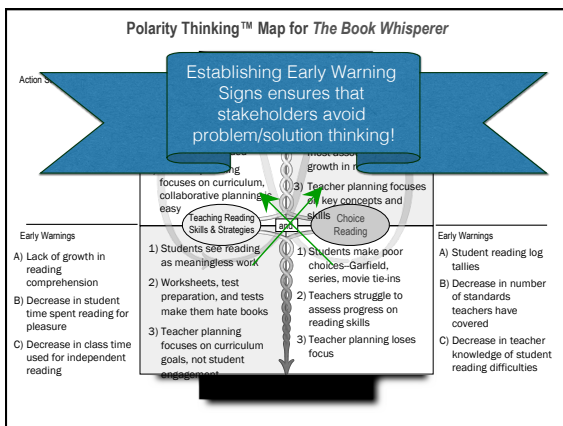 Polarity Thinking™ Map for The Book Whisperer
Action S
Establishing Early Warning
Signs ensures that
stakeholders avoid
problem/solution thinking!
focuses on curriculum,
collaborative planning is
easy
growth in
3) Teacher planning focuses
on key concepts and
skills
Teaching Reading
Skills & Strategies
and
Choice
Reading
Early Warnings
A) Lack of growth in
reading
comprehension
B) Decrease in student
time spent reading for
pleasure
C) Decrease in class time
used for independent
reading
1) Students see reading
as meaningless work
2) Worksheets, test
preparation, and tests
make them hate books
3) Teacher planning
focuses on curriculum
goals, not student
engagement
1) Students make poor
choices–Garfield,
series, movie tie-ins
2) Teachers struggle to
assess progress on
reading skills
3) Teacher planning loses
focus
Early Warnings
A) Student reading log
tallies
B) Decrease in number
of standards
teachers have
covered
C) Decrease in teacher
knowledge of student
reading difficulties